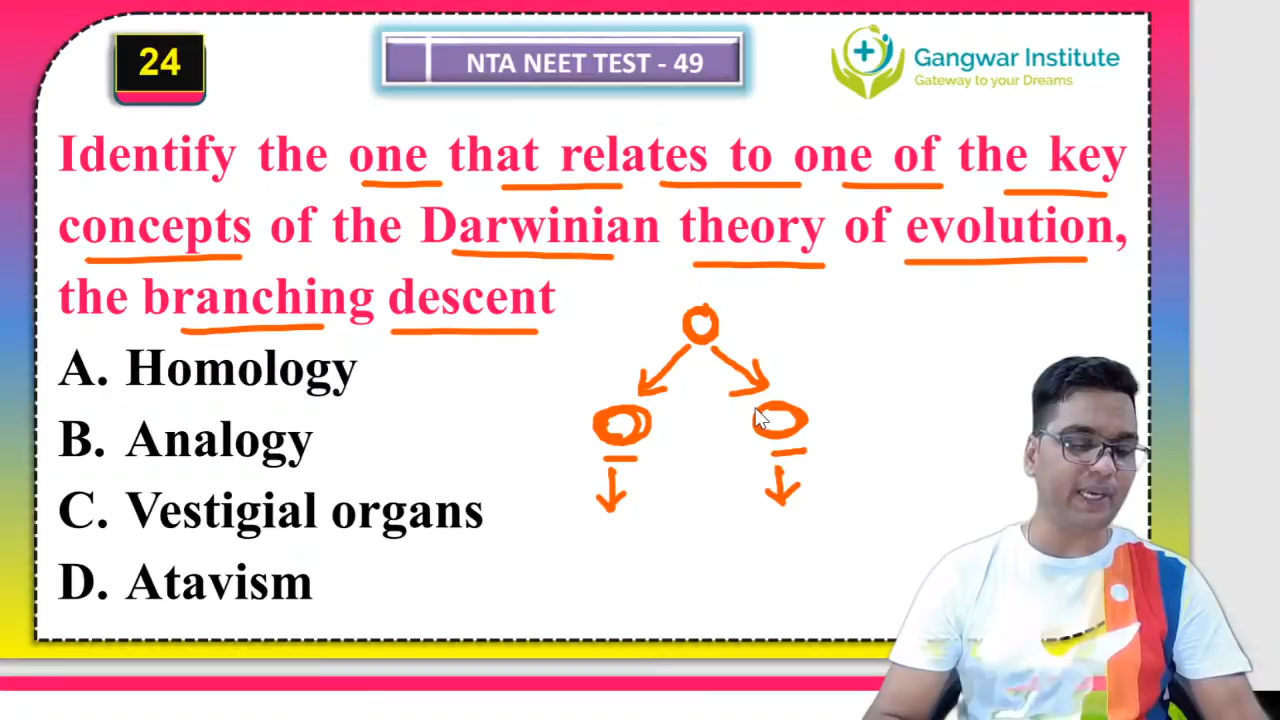 24
NTA NEET TEST - 49
Gangwar Institute
Gateway to your Dreams
Identify the one that relates to one of the key
concepts of the Darwinian theory of evolution,
the branching descent
A. Homology
B. Analogy
C. Vestigial organs
D. Atavism